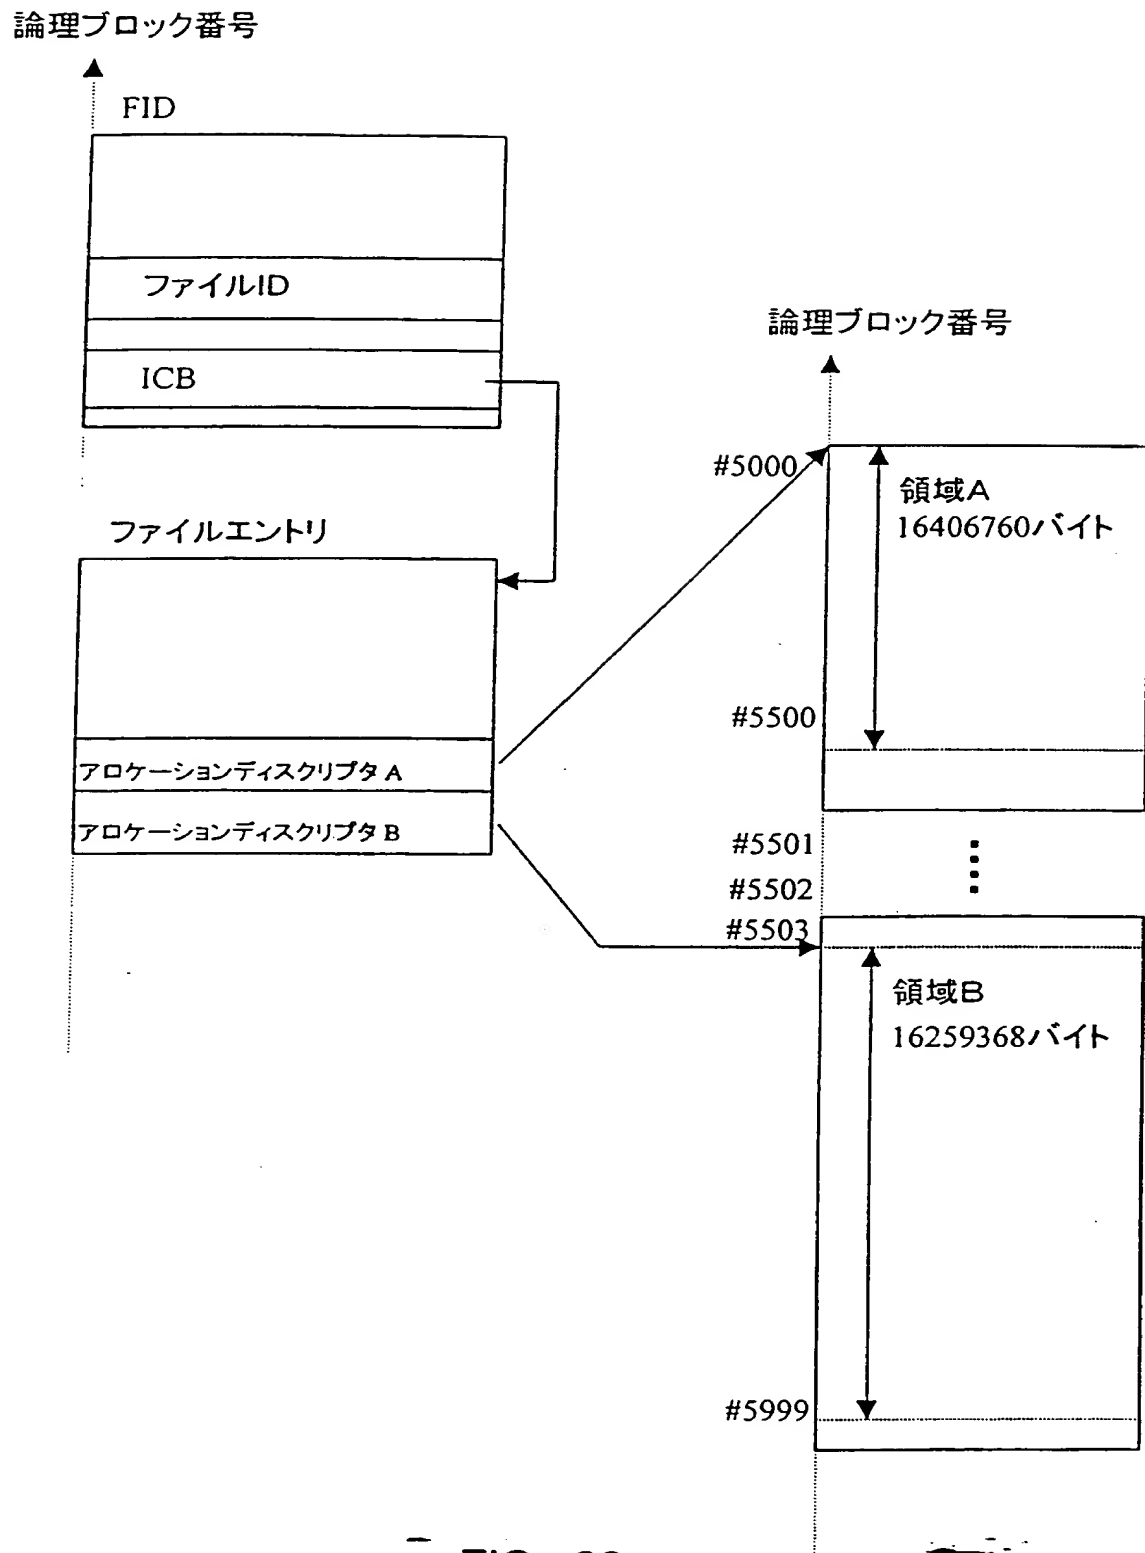 論理ブロック番号
FID
ファイルID
ICB
ファイルエントリ
アロケーションディスクリプタ A
アロケーションディスクリプタ B
論理ブロック番号
#5000
領域A
16406760バイト
#5500
#5501
#5502
#5503
領域B
16259368バイト
#5999